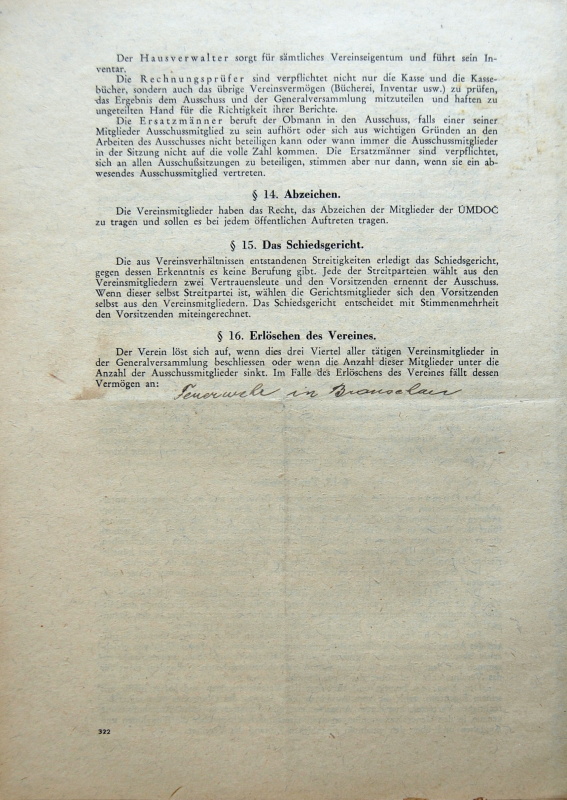 Der Hausverwalter sorgt für sämtliches Vereinseigentum und führt sein In-
ventar.
Die Rechnungsprüfer sind verpflichtet nicht nur die Kasse und die Kasse-
bücher, sondern auch das übrige Vereinsvermögen (Bücherei, Inventar usw.) zu prüfen,
das Ergebnis dem Ausschuss und der Generalversammlung mitzuteilen und haften zu
ungeteilten Hand für die Richtigkeit ihrer Berichte.
Die Ersatzmänner beruft der Obmann in den Ausschuss, falls einer seiner
Mitglieder Ausschusmitglied zu sein aufhört oder sich aus wichtigen Gründen an den
Arbeiten des Ausschusses nicht beteiligen kann oder wann immer die Ausschusmitglieder
in der Sitzung nicht auf die volle Zahl kommen. Die Ersatzmänner sind verpflichtet,
sich an allen Ausschußsitzungen zu beteiligen, stimmen aber nur dann, wenn sie ein ab-
wesendes Ausschussmitglied vertreten.
§ 14. Abzeichen.
Die Vereinsmitglieder haben das Recht, das Abzeichen der Mitglieder der ÚMDOČ
zu tragen und sollen es bei jedem öffentlichen Auftreten tragen.
§ 15. Das Schiedsgericht.
Die aus Vereinsverhältnissen entstandenen Streitigkeiten erledigt das Schiedsgericht,
gegen dessen Erkenntnis es keine Berufung gibt. Jede der Streitparteien wählt aus den
Vereinsmitgliedern zwei Vertrauensleute und den Vorsitzenden ernennt der Ausschuss.
Wenn dieser selbst Streitpartei ist, wählen die Gerichtsmitglieder sich den Vorsitzenden
selbst aus den Vereinsmitgliedern. Das Schiedsgericht entscheidet mit Stimmenmehrheit
den Vorsitzenden miteingerechnet.
§ 16. Erlöschen des Vereines.
Der Verein löst sich auf, wenn dies drei Viertel aller tätigen Vereinsmitglieder in
der Generalversammlung beschliessen oder wenn die Anzahl dieser Mitglieder unter die
Anzahl der Ausschussmitglieder sinkt. Im Falle des Erlöschens des Vereines fällt dessen
Vermögen an: Feuerwehr in
322